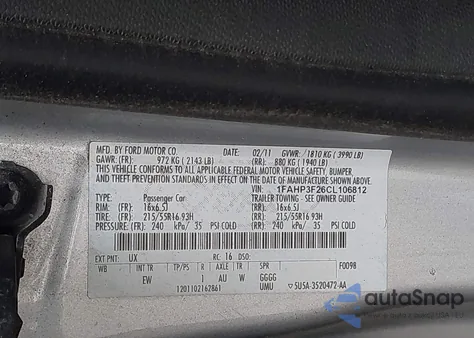 MFD. BY FORD MOTOR CO. DATE: 02/11 GVWR: 1810 KG ( 3990 LB)
GAWR: (FR): 972 KG ( 2143 LB) (RR): 880 KG ( 1940 LB)
THIS VEHICLE CONFORMS TO ALL APPLICABLE FEDERAL MOTOR VEHICLE SAFETY, BUMPER,
AND THEFT PREVENTION STANDARDS IN EFFECT ON THE DATE OF MANUFACTURE SHOWN ABOVE.
VIN: 1FAHP3F26CL106812
TYPE: Passenger Car TRAILER TOWING - SEE OWNER GUIDE
RIM: (FR) 16x6.5J (RR): 16x6.5J
TIRE: (FR) 215/55R16 93H (RR): 215/55R16 93H
PRESSURE: (FR) 240 kPa/ 35 PSI COLD (RR): 240 kPa/ 35 PSI COLD
EXT PNT: UX RC: 16 DSO: F0098
WB INT TR TP/PS R AXLE TR SPR
EW I AU W GGGG
1201102162861 UMU 5U5A-3520472-AA
autoSnap